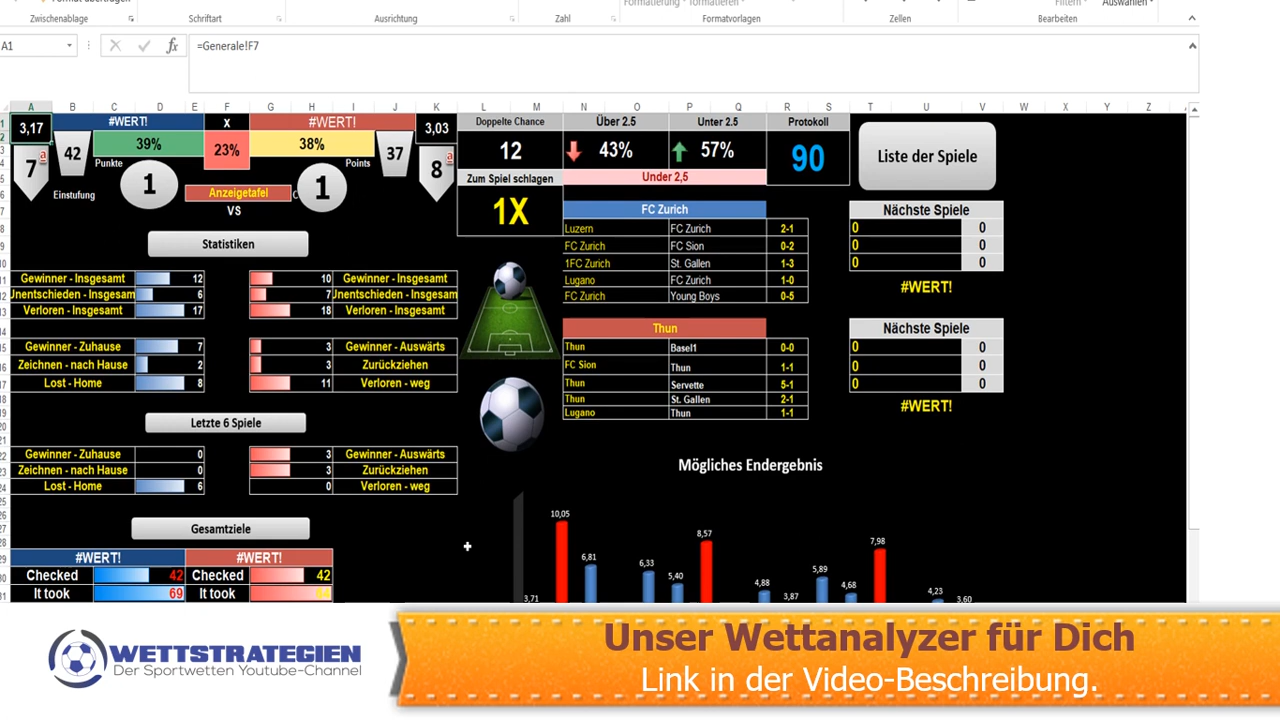 Format übertragen
Formatierung Formatieren
Filtern Auswählen
Zwischenablage Schriftart Ausrichtung Zahl Formatvorlagen Zellen Bearbeiten
A1 fx =Generale!F7
A B C D E F G H I J K L M N O P Q R S T U V W X Y Z
3,17 #WERT! X #WERT! 3,03 Doppelte Chance Über 2.5 Unter 2.5 Protokoll
39% 23% 38% 12 43% 57% 90 Liste der Spiele
7 a 42 Punkte Points 37 8 a
Zum Spiel schlagen Under 2,5
Einstufung 1 Anzeigetafel 1
VS 1X
FC Zurich Nächste Spiele
Luzern FC Zurich 2-1 0 0
FC Zurich FC Sion 0-2 0 0
1FC Zurich St. Gallen 1-3 0 0
Lugano FC Zurich 1-0 #WERT!
FC Zurich Young Boys 0-5
Statistiken
Gewinner - Insgesamt 12 10 Gewinner - Insgesamt
Unentschieden - Insgesamt 6 7 Unentschieden - Insgesamt
Verloren - Insgesamt 17 18 Verloren - Insgesamt
Thun Nächste Spiele
Thun Basel1 0-0 0 0
FC Sion Thun 1-1 0 0
Thun Servette 5-1 0 0
Thun St. Gallen 2-1 #WERT!
Lugano Thun 1-1
Gewinner - Zuhause 7 3 Gewinner - Auswärts
Zeichnen - nach Hause 2 3 Zurückziehen
Lost - Home 8 11 Verloren - weg
Letzte 6 Spiele
Gewinner - Zuhause 0 3 Gewinner - Auswärts
Zeichnen - nach Hause 0 3 Zurückziehen
Lost - Home 6 0 Verloren - weg
Mögliches Endergebnis
3,71 10,05 6,81 6,33 5,40 8,57 4,88 3,87 5,89 4,68 7,98 4,23 3,60
Gesamtziele
#WERT! #WERT!
Checked 42 Checked 42
It took 69 It took
WETTSTRATEGIEN
Der Sportwetten Youtube-Channel
Unser Wettanalyzer für Dich
Link in der Video-Beschreibung.